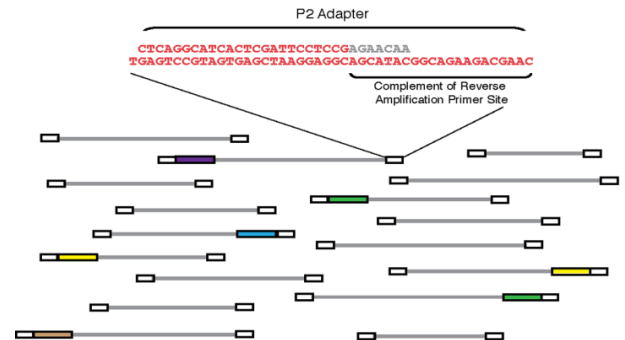 P2 Adapter
CTCAGGCATCACTCGATTCCTCCGAGAACAA
TGAGTCCGTAGTGAGCTAAGGAGGCAGCATACGGCAGAAGACGAAC
Complement of Reverse
Amplification Primer Site